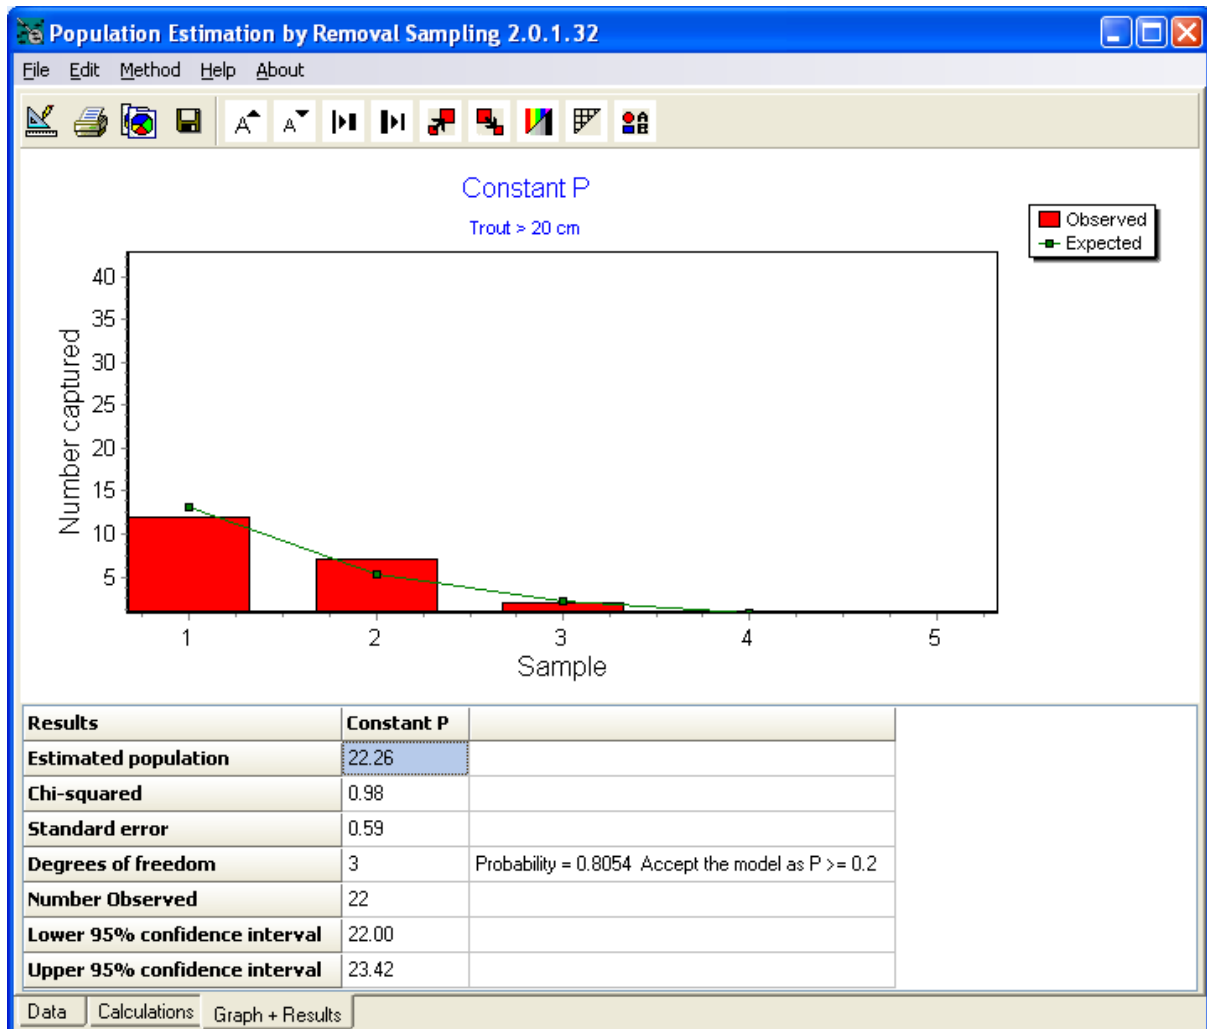 Population Estimation by Removal Sampling 2.0.1.32
File Edit Method Help About
A A
A
B
Constant P
Trout > 20 cm
Observed
Expected
Number captured
40
35
30
25
20
15
10
5
1 2 3 4 5
Sample
Results Constant P
Estimated population 22.26
Chi-squared 0.98
Standard error 0.59
Degrees of freedom 3 Probability = 0.8054 Accept the model as P >= 0.2
Number Observed 22
Lower 95% confidence interval 22.00
Upper 95% confidence interval 23.42
Data Calculations Graph + Results